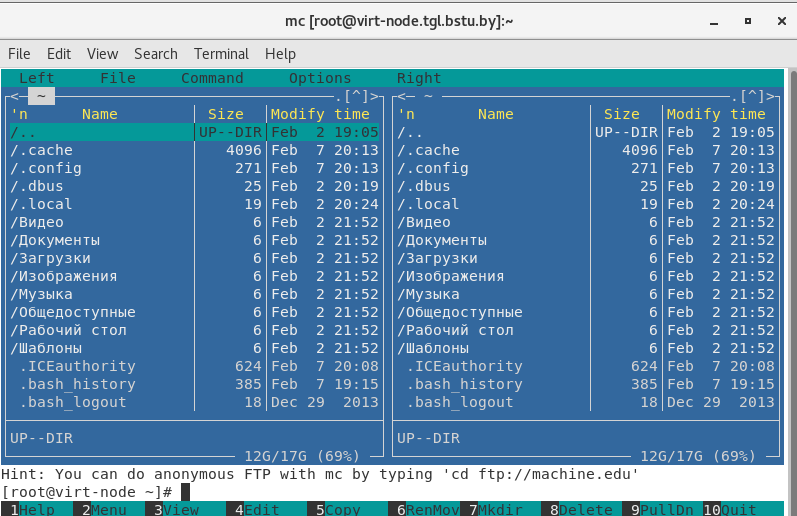 mc [root@virt-node.tgl.bstu.by]:~
File Edit View Search Terminal Help
Left File Command Options Right
<─ ~ ─.[^]>
'n Name Size Modify time
/.. UP--DIR Feb 2 19:05
/.cache 4096 Feb 7 20:13
/.config 271 Feb 7 20:13
/.dbus 25 Feb 2 20:19
/.local 19 Feb 2 20:24
/Видео 6 Feb 2 21:52
/Документы 6 Feb 2 21:52
/Загрузки 6 Feb 2 21:52
/Изображения 6 Feb 2 21:52
/Музыка 6 Feb 2 21:52
/Общедоступные 6 Feb 2 21:52
/Рабочий стол 6 Feb 2 21:52
/Шаблоны 6 Feb 2 21:52
.ICEauthority 624 Feb 7 20:08
.bash_history 385 Feb 7 19:15
.bash_logout 18 Dec 29 2013
UP--DIR
12G/17G (69%)
<─ ~ ─.[^]>
'n Name Size Modify time
/.. UP--DIR Feb 2 19:05
/.cache 4096 Feb 7 20:13
/.config 271 Feb 7 20:13
/.dbus 25 Feb 2 20:19
/.local 19 Feb 2 20:24
/Видео 6 Feb 2 21:52
/Документы 6 Feb 2 21:52
/Загрузки 6 Feb 2 21:52
/Изображения 6 Feb 2 21:52
/Музыка 6 Feb 2 21:52
/Общедоступные 6 Feb 2 21:52
/Рабочий стол 6 Feb 2 21:52
/Шаблоны 6 Feb 2 21:52
.ICEauthority 624 Feb 7 20:08
.bash_history 385 Feb 7 19:15
.bash_logout 18 Dec 29 2013
UP--DIR
12G/17G (69%)
Hint: You can do anonymous FTP with mc by typing 'cd ftp://machine.edu'
[root@virt-node ~]#
1Help 2Menu 3View 4Edit 5Copy 6RenMov 7Mkdir 8Delete 9PullDn 10Quit